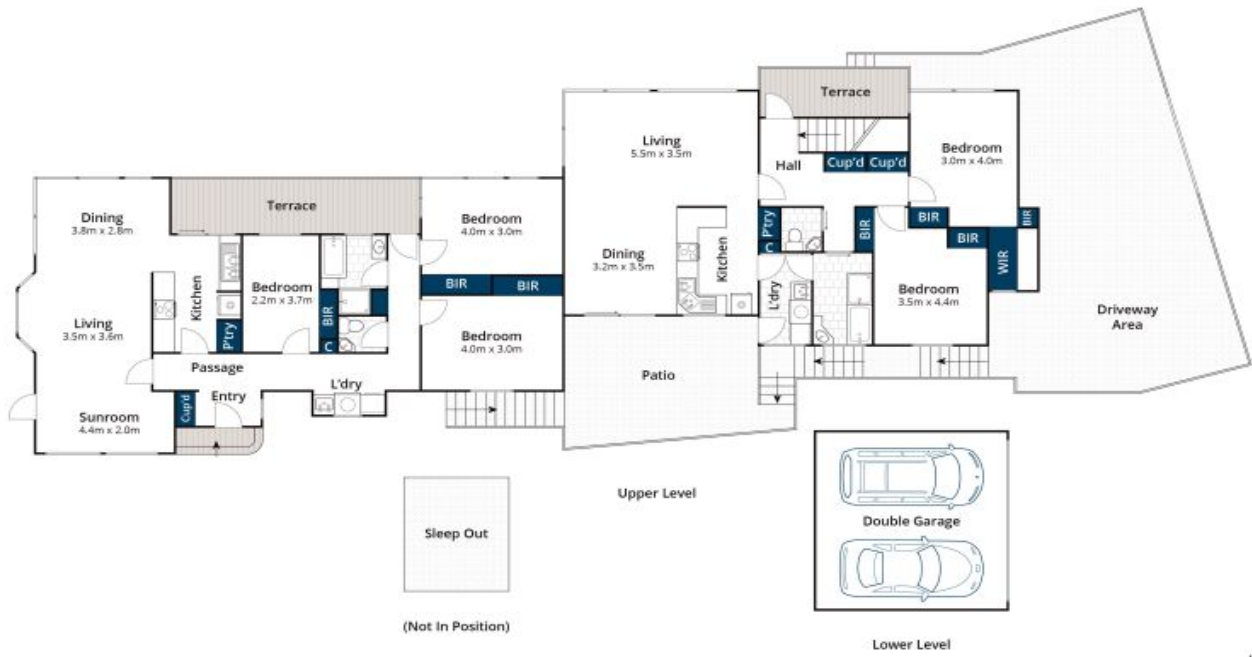 Terrace
Living
5.5m x 3.5m
Hall
Cup'd
Cup'd
Bedroom
3.0m x 4.0m
Dining
3.8m x 2.8m
Terrace
Bedroom
4.0m x 3.0m
P'try
C
BIR
BIR
BIR
BIR
WIR
Dining
3.2m x 3.5m
Kitchen
L'dry
Bedroom
3.5m x 4.4m
Driveway
Area
Kitchen
Bedroom
2.2m x 3.7m
BIR
BIR
BIR
C
P'try
Living
3.5m x 3.6m
Bedroom
4.0m x 3.0m
Passage
Entry
L'dry
Patio
Cup'd
Sunroom
4.4m x 2.0m
Upper Level
Sleep Out
(Not In Position)
Double Garage
Lower Level